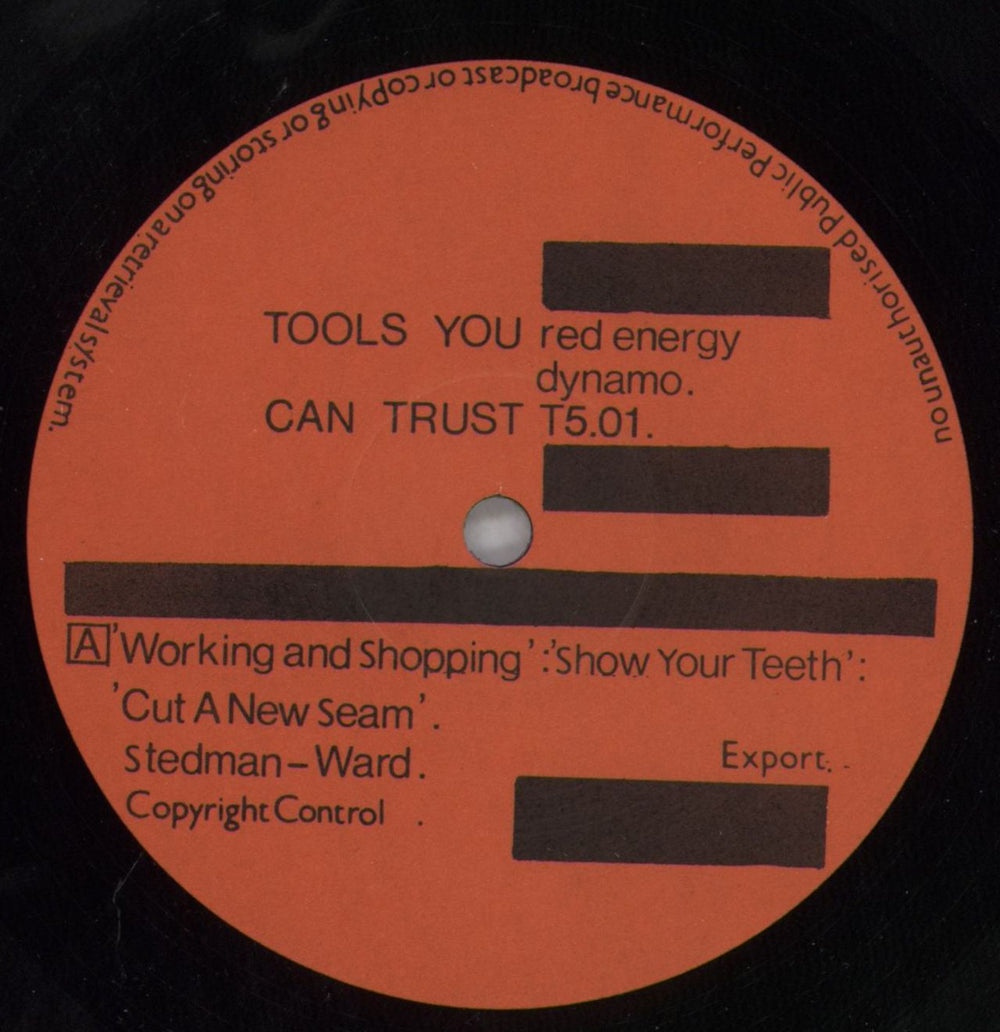 no unauthorised Public Performance broadcast or copying or storing on a retrieval system.
TOOLS YOU red energy
dynamo.
CAN TRUST T5.01.
A 'Working and Shopping': 'Show Your Teeth':
'Cut A New Seam'.
Stedman-Ward.
Export.
Copyright Control.